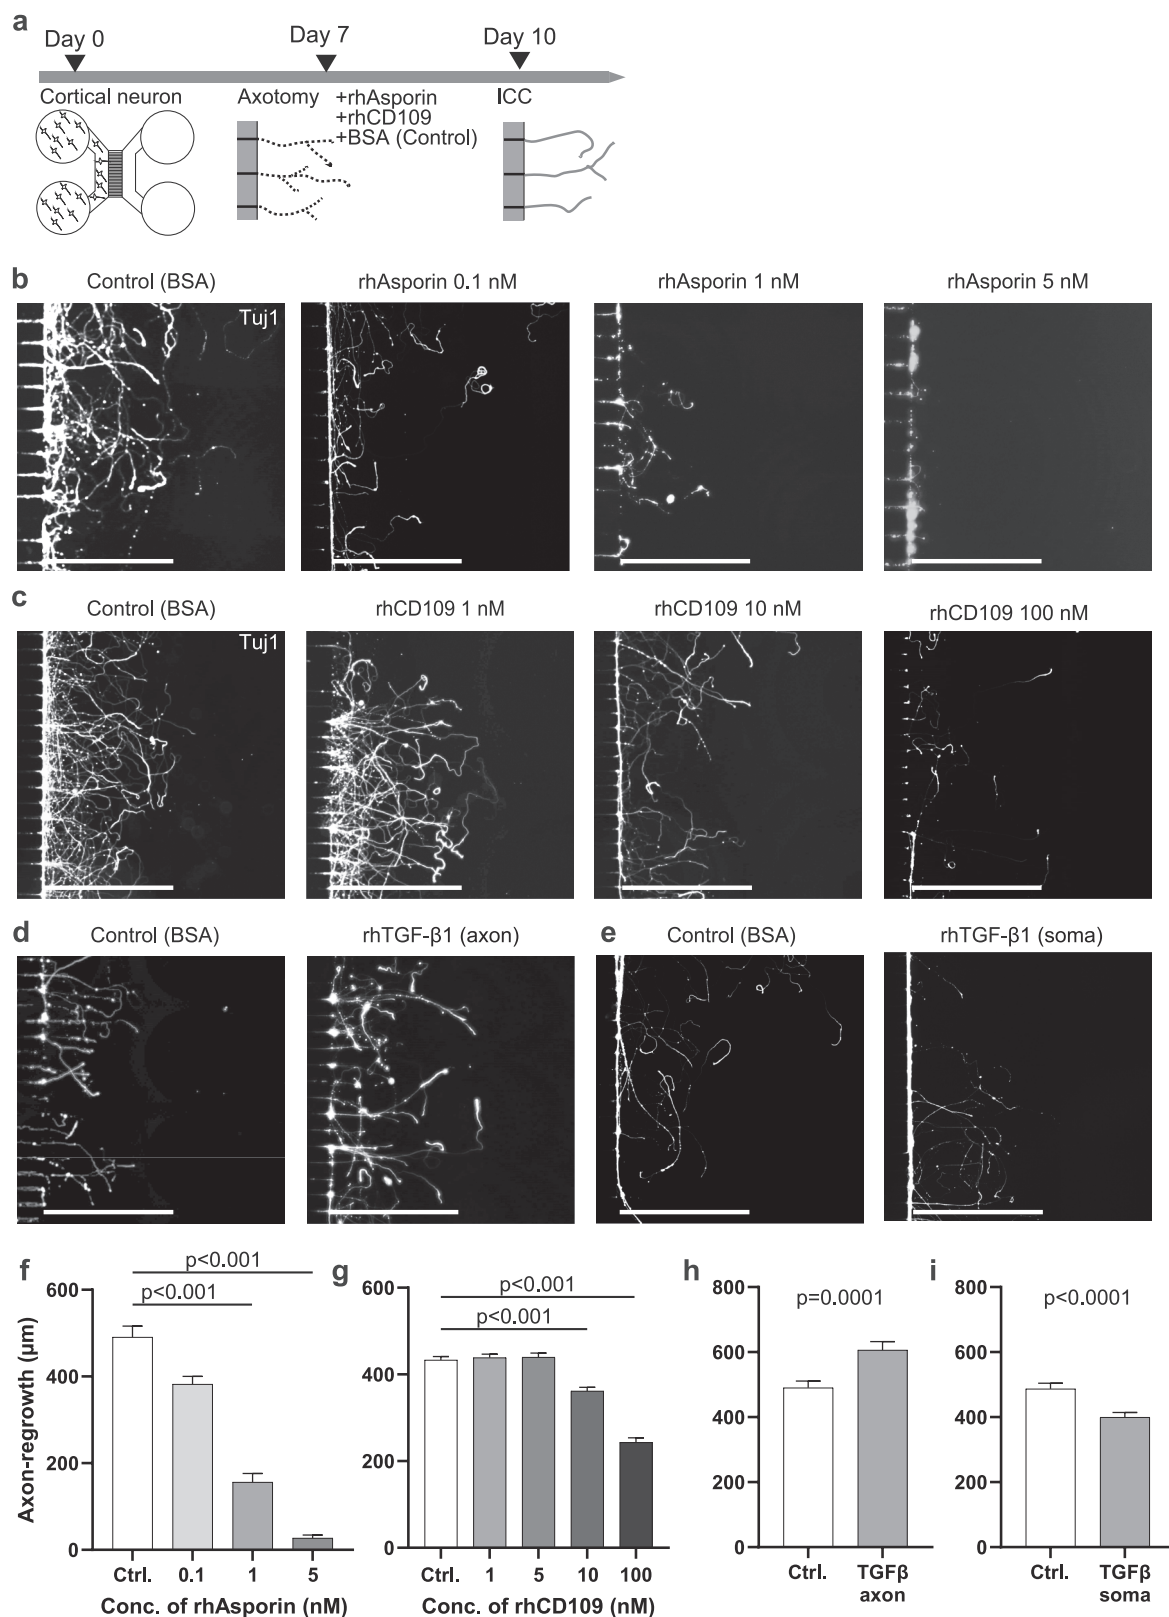 a
Day 0
Day 7
Day 10
Cortical neuron
Axotomy
+rhAsporin
+rhCD109
+BSA (Control)
ICC
b
Control (BSA)
rhAsporin 0.1 nM
rhAsporin 1 nM
rhAsporin 5 nM
Tuj1
c
Control (BSA)
rhCD109 1 nM
rhCD109 10 nM
rhCD109 100 nM
Tuj1
d
Control (BSA)
rhTGF-β1 (axon)
e
Control (BSA)
rhTGF-β1 (soma)
f
p<0.001
p<0.001
Axon-regrowth (µm)
600
400
200
0
Ctrl.
0.1
1
5
Conc. of rhAsporin (nM)
g
p<0.001
p<0.001
600
400
200
0
Ctrl.
1
5
10
100
Conc. of rhCD109 (nM)
h
p=0.0001
800
600
400
200
0
Ctrl.
TGFβ
axon
i
p<0.0001
800
600
400
200
0
Ctrl.
TGFβ
soma